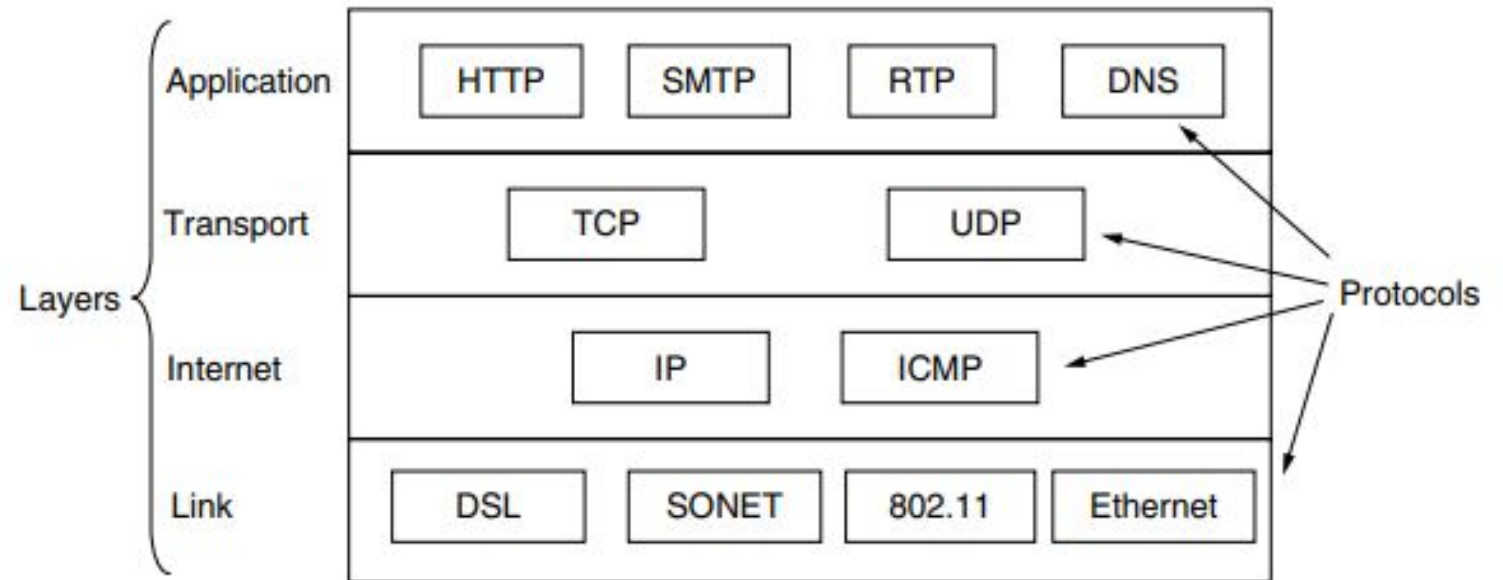 Application HTTP SMTP RTP DNS
Transport TCP UDP
Layers Protocols
Internet IP ICMP
Link DSL SONET 802.11 Ethernet